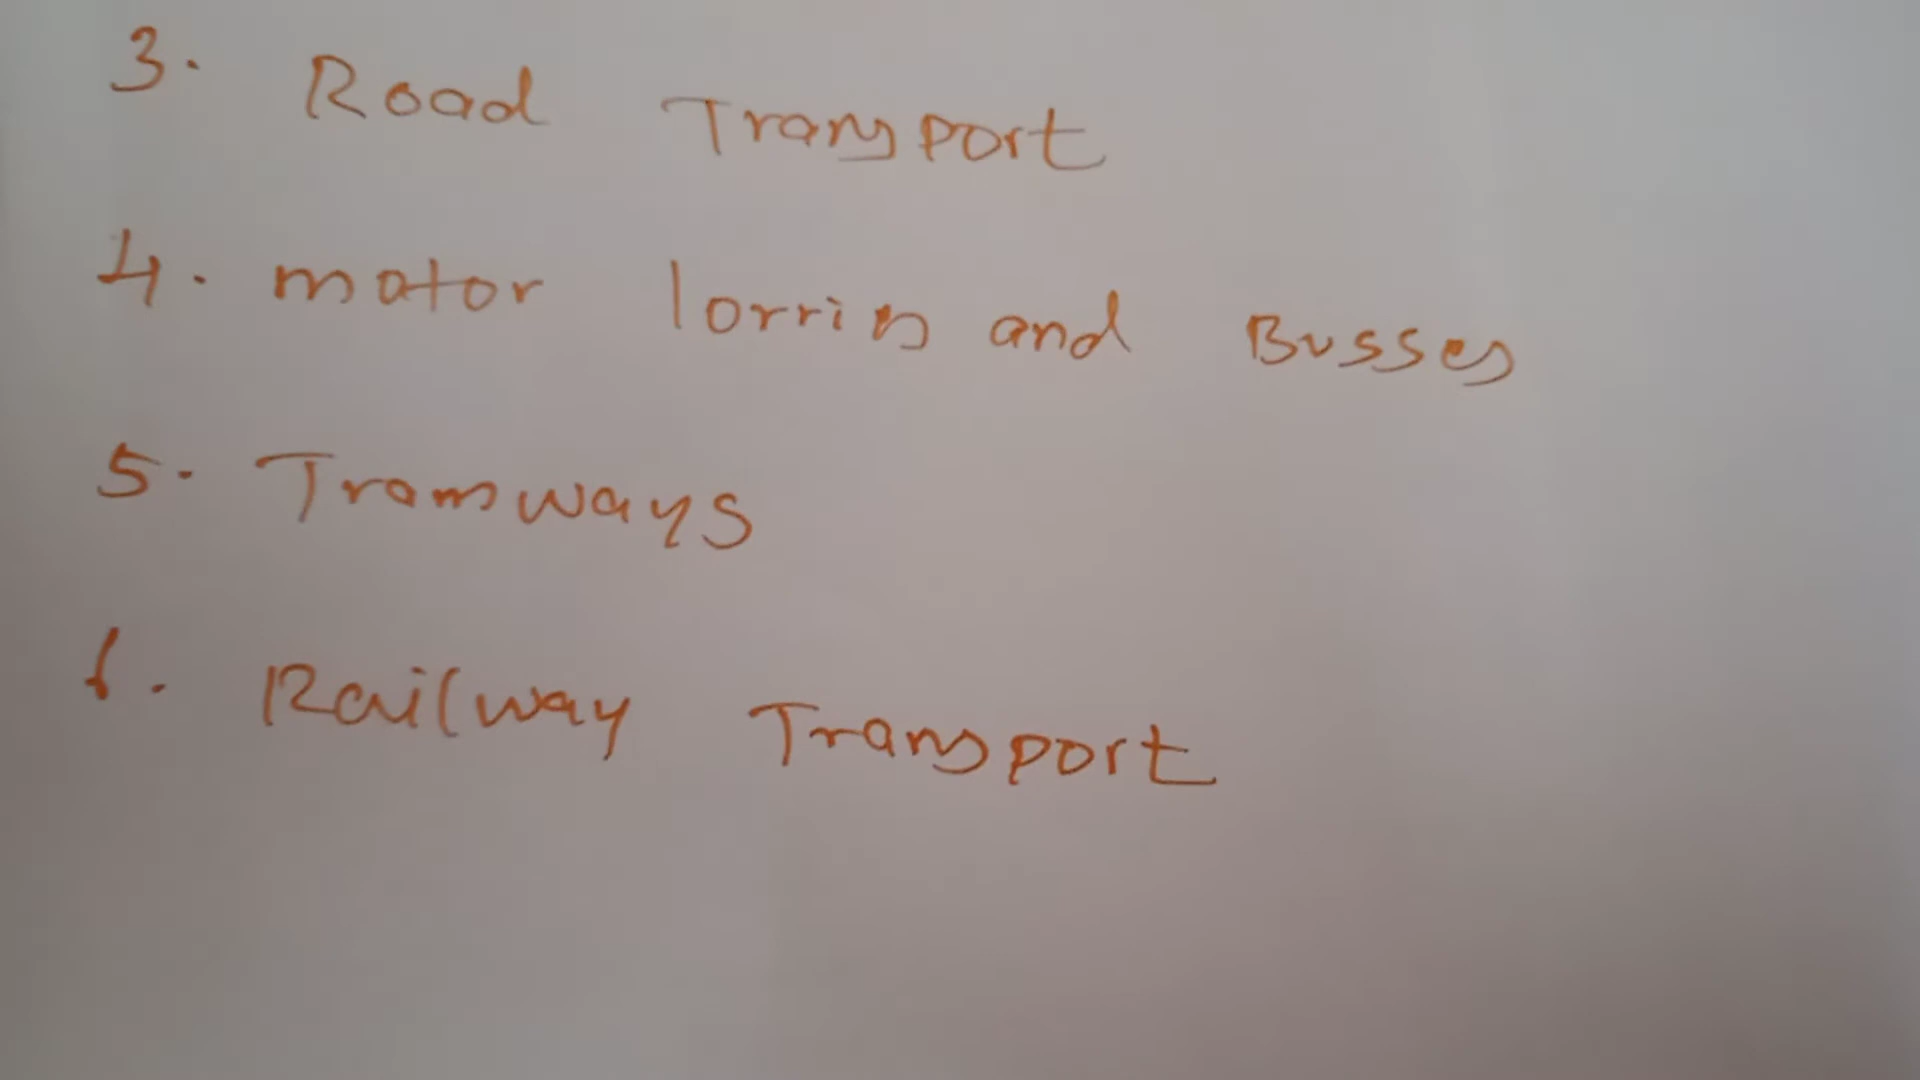 3. Road Transport
4. motor lorries and Busses
5. Tramways
6. Railway Transport